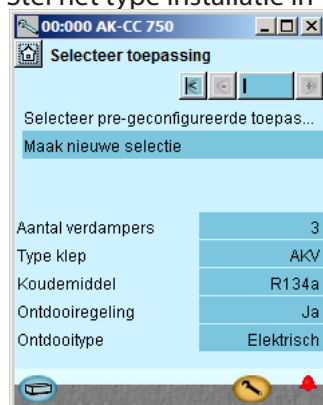 Stel het type installatie in
00:000 AK-CC 750
Selecteer toepassing
Selecteer pre-geconfigureerde toepas...
Maak nieuwe selectie
Aantal verdampers 3
Type klep AKV
Koudemiddel R134a
Ontdooiregeling Ja
Ontdooitype Elektrisch